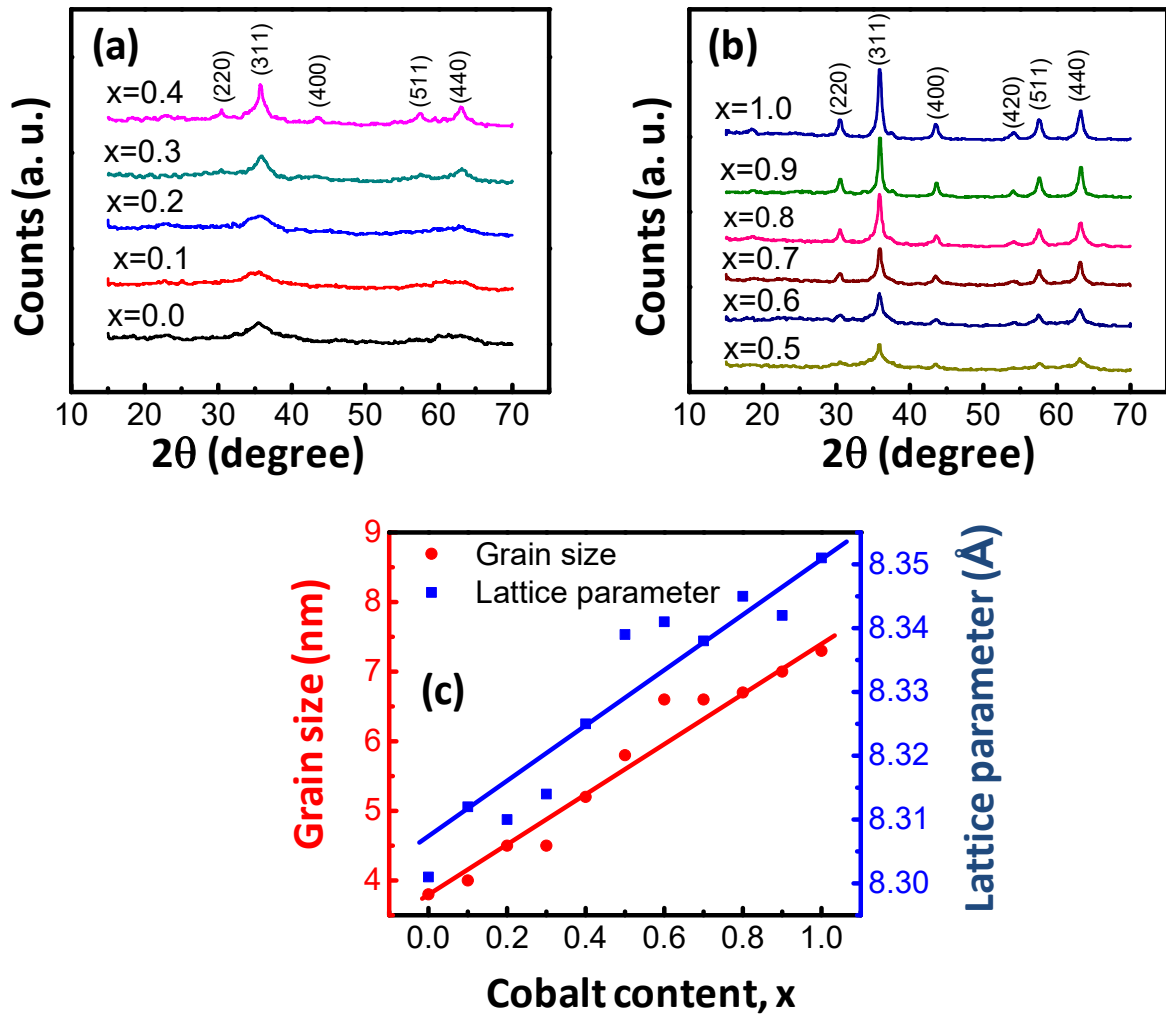 (a)
(220)
(311)
(400)
(511)
(440)
x=0.4
x=0.3
x=0.2
x=0.1
x=0.0
Counts (a. u.)
10 20 30 40 50 60 70
2θ (degree)
(b)
(220)
(311)
(400)
(420)
(511)
(440)
x=1.0
x=0.9
x=0.8
x=0.7
x=0.6
x=0.5
Counts (a. u.)
10 20 30 40 50 60 70
2θ (degree)
Grain size
Lattice parameter
(c)
Grain size (nm)
9
8
7
6
5
4
8.35
8.34
8.33
8.32
8.31
8.30
Lattice parameter (Å)
0.0 0.2 0.4 0.6 0.8 1.0
Cobalt content, x